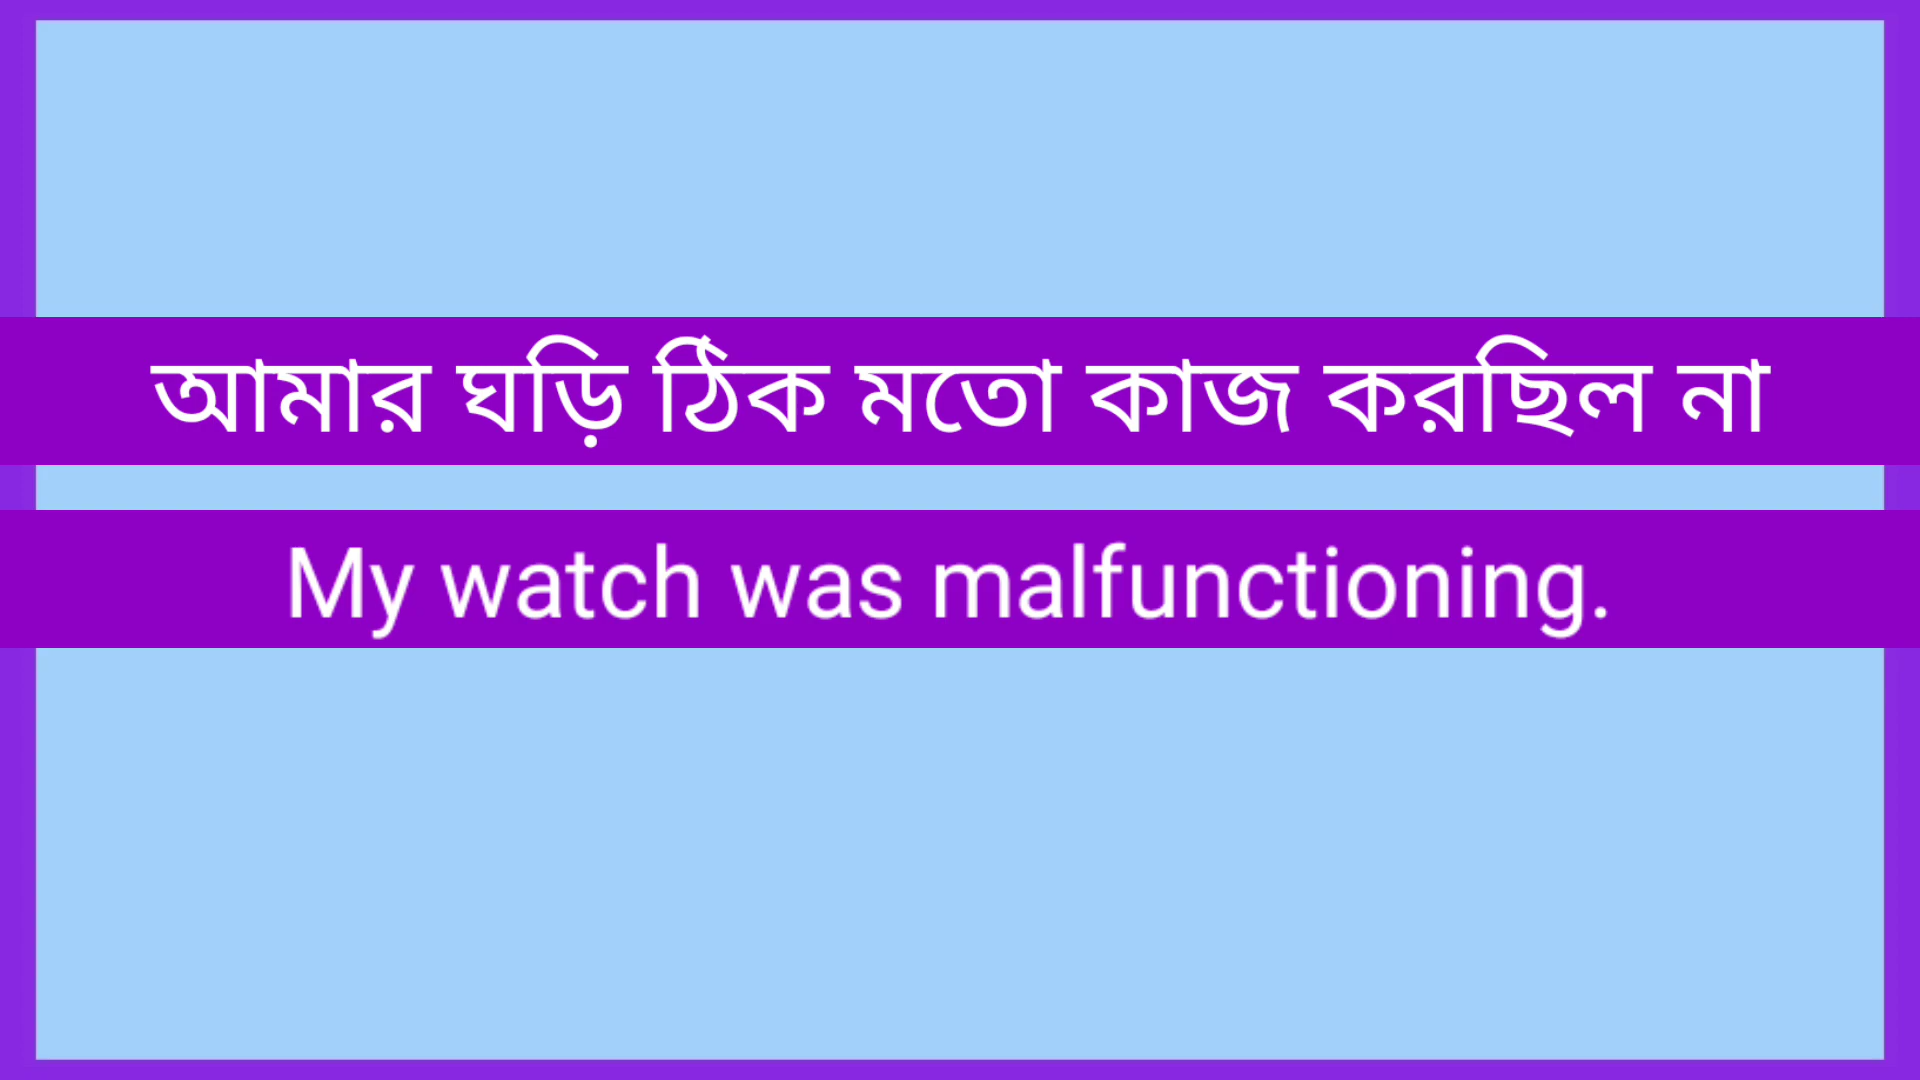 আমার ঘড়ি ঠিক মতো কাজ করছিল না
My watch was malfunctioning.